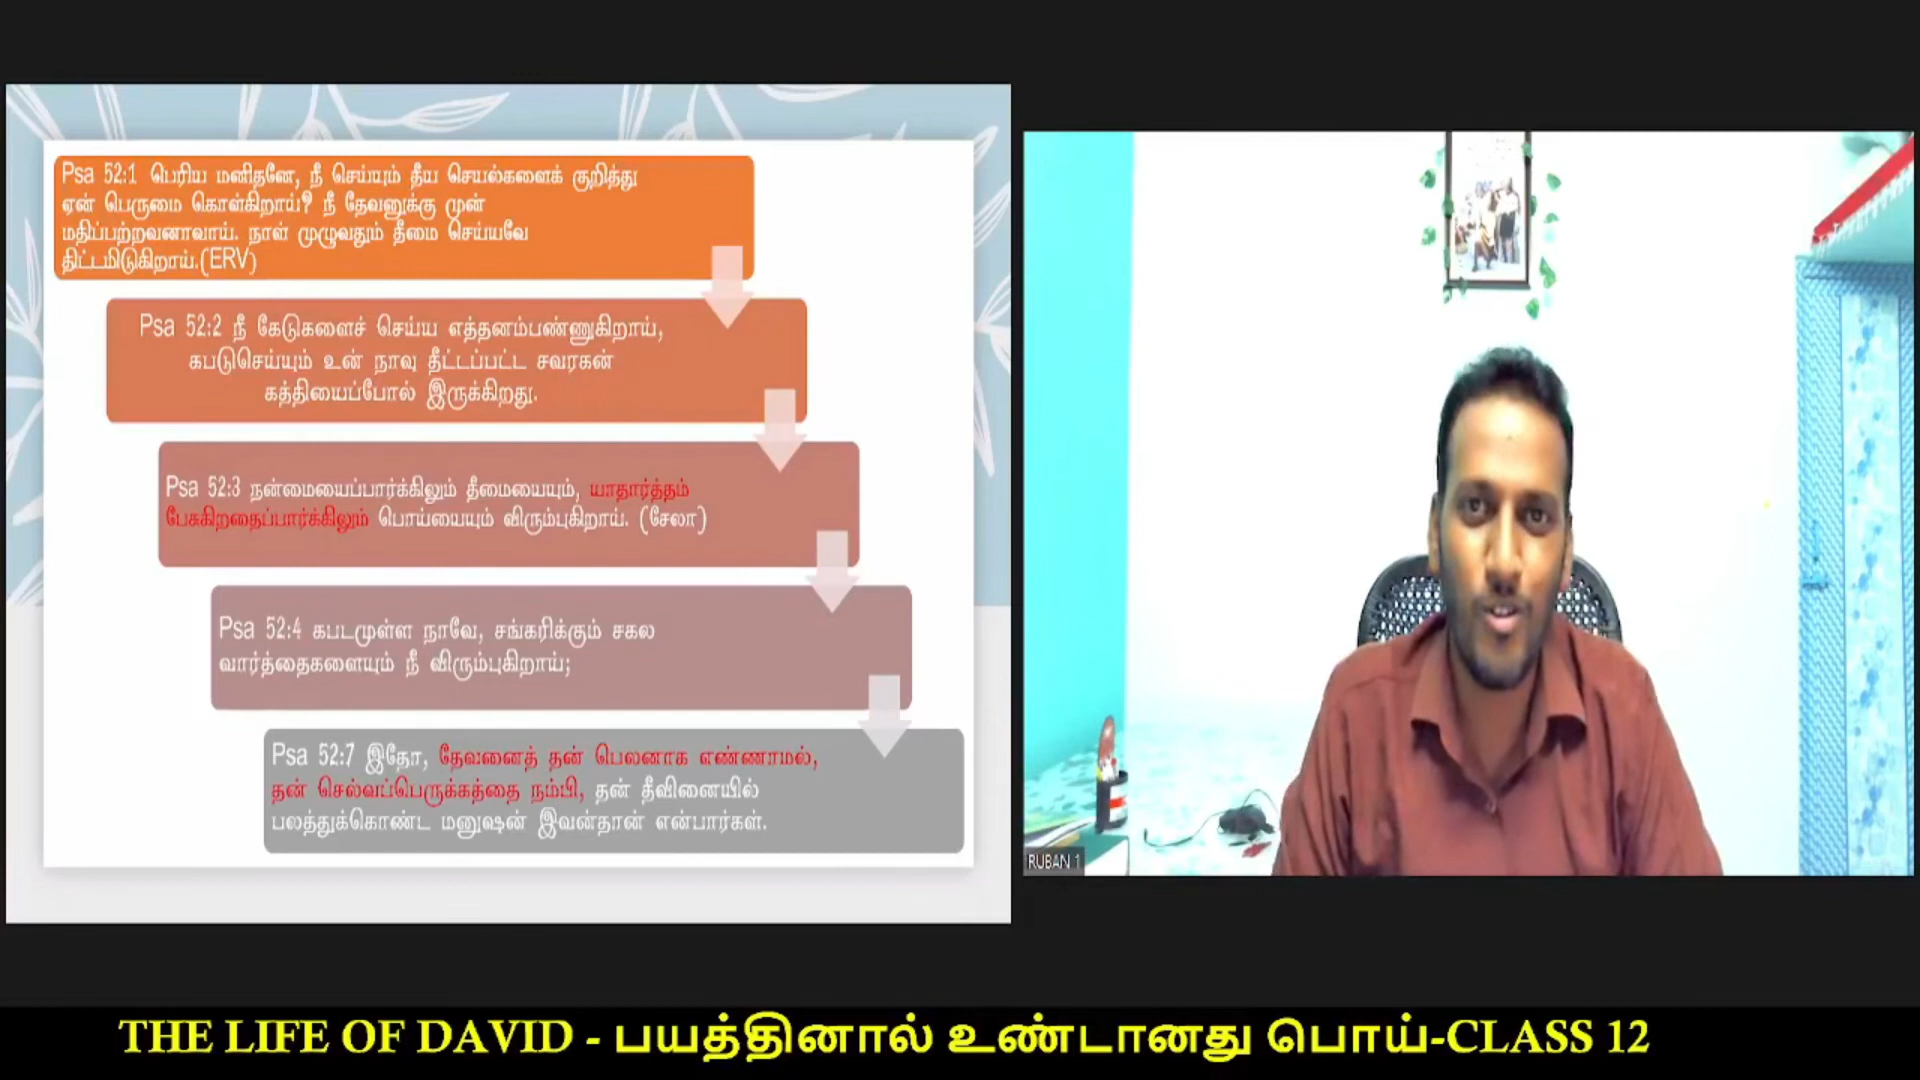 Psa 52:1 பெரிய மனிதனே, நீ செய்யும் தீய செயல்களைக் குறித்து
ஏன் பெருமை கொள்கிறாய்? நீ தேவனுக்கு முன்
மதிப்பற்றவனாவாய். நாள் முழுவதும் தீமை செய்யவே
திட்டமிடுகிறாய்.(ERV)
Psa 52:2 நீ கேடுகளைச் செய்ய எத்தனம்பண்ணுகிறாய்,
கபடுசெய்யும் உன் நாவு தீட்டப்பட்ட சவரகன்
கத்தியைப்போல் இருக்கிறது.
Psa 52:3 நன்மையைப்பார்க்கிலும் தீமையையும், யாதார்த்தம்
பேசுகிறதைப்பார்க்கிலும் பொய்யையும் விரும்புகிறாய். (சேலா)
Psa 52:4 கபடமுள்ள நாவே, சங்கரிக்கும் சகல
வார்த்தைகளையும் நீ விரும்புகிறாய்;
Psa 52:7 இதோ, தேவனைத் தன் பெலனாக எண்ணாமல்,
தன் செல்வப்பெருக்கத்தை நம்பி, தன் தீவினையில்
பலத்துக்கொண்ட மனுஷன் இவன்தான் என்பார்கள்.
RUBAN 1
THE LIFE OF DAVID - பயத்தினால் உண்டானது பொய்-CLASS 12